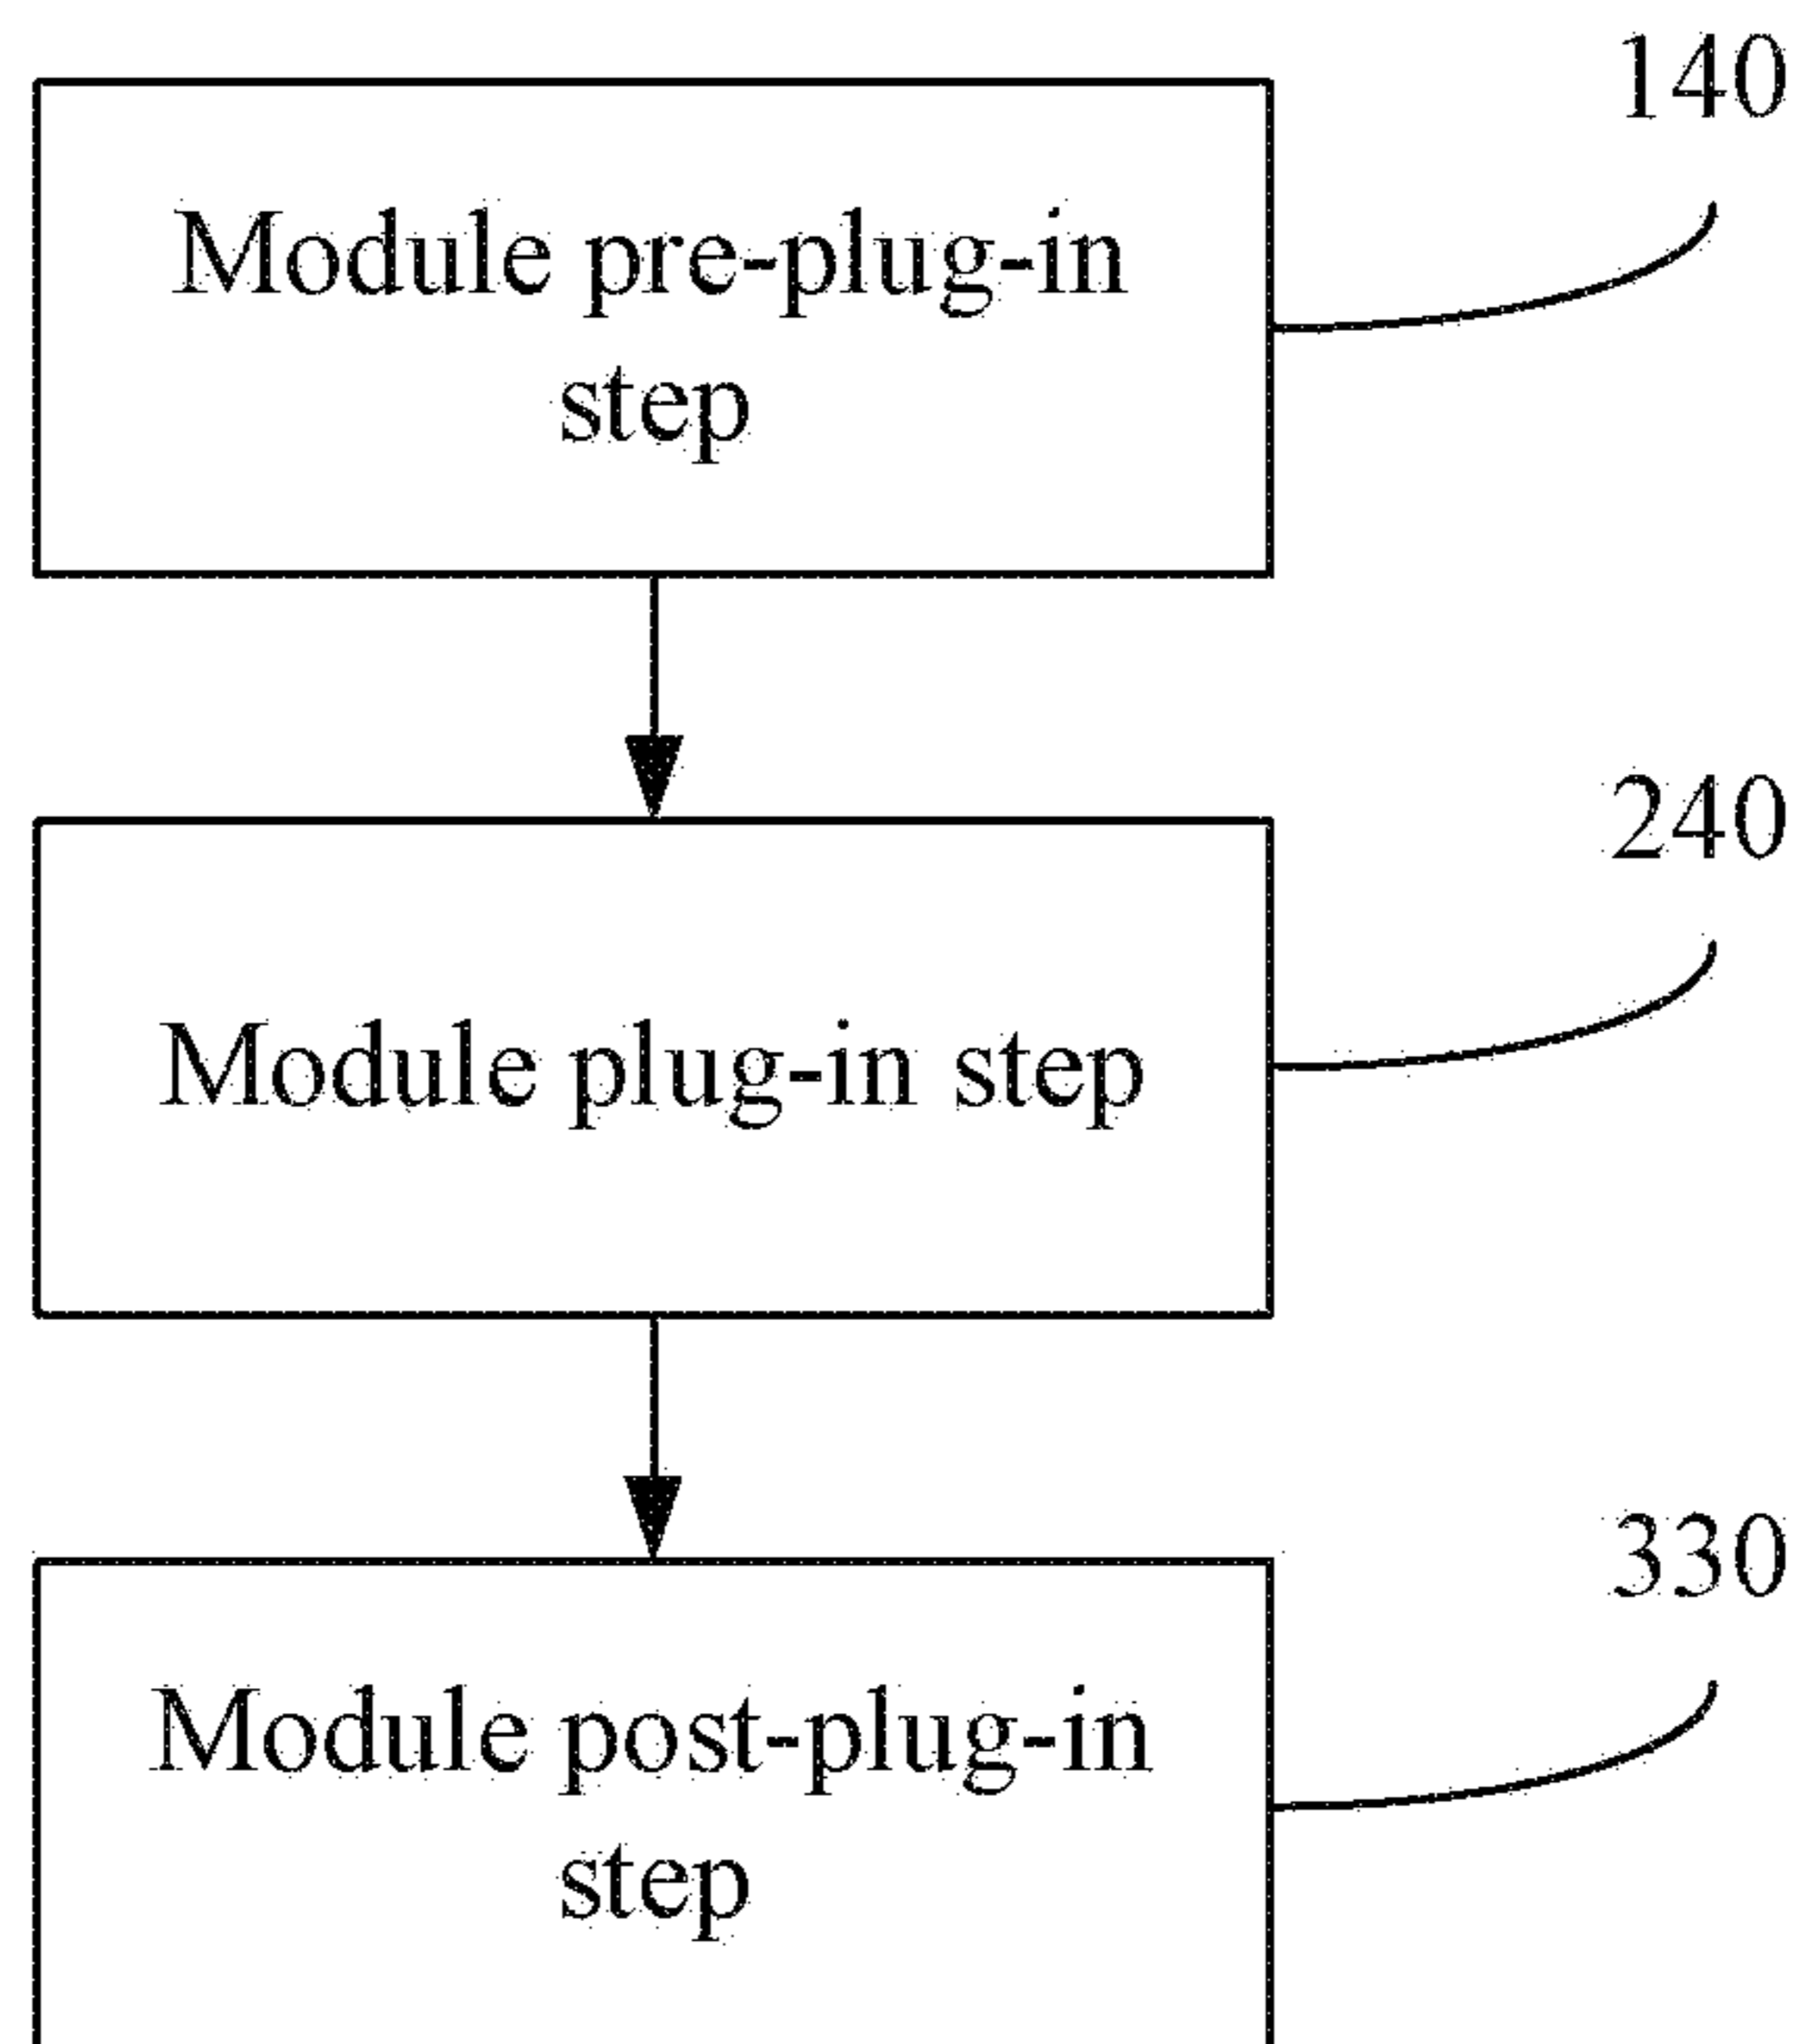 140
Module pre-plug-in
step
240
Module plug-in step
330
Module post-plug-in
step